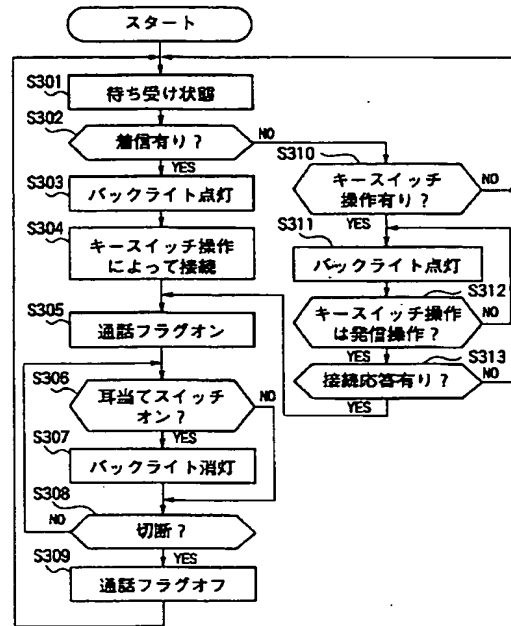 スタート
S301
待ち受け状態
S302
着信有り?
NO
YES
S303
バックライト点灯
S304
キースイッチ操作
によって接続
S305
通話フラグオン
S306
耳当てスイッチ
オン?
NO
YES
S307
バックライト消灯
S308
切断?
NO
YES
S309
通話フラグオフ
S310
キースイッチ
操作有り?
NO
YES
S311
バックライト点灯
S312
キースイッチ操作
は発信操作?
NO
YES
S313
接続応答有り?
NO
YES